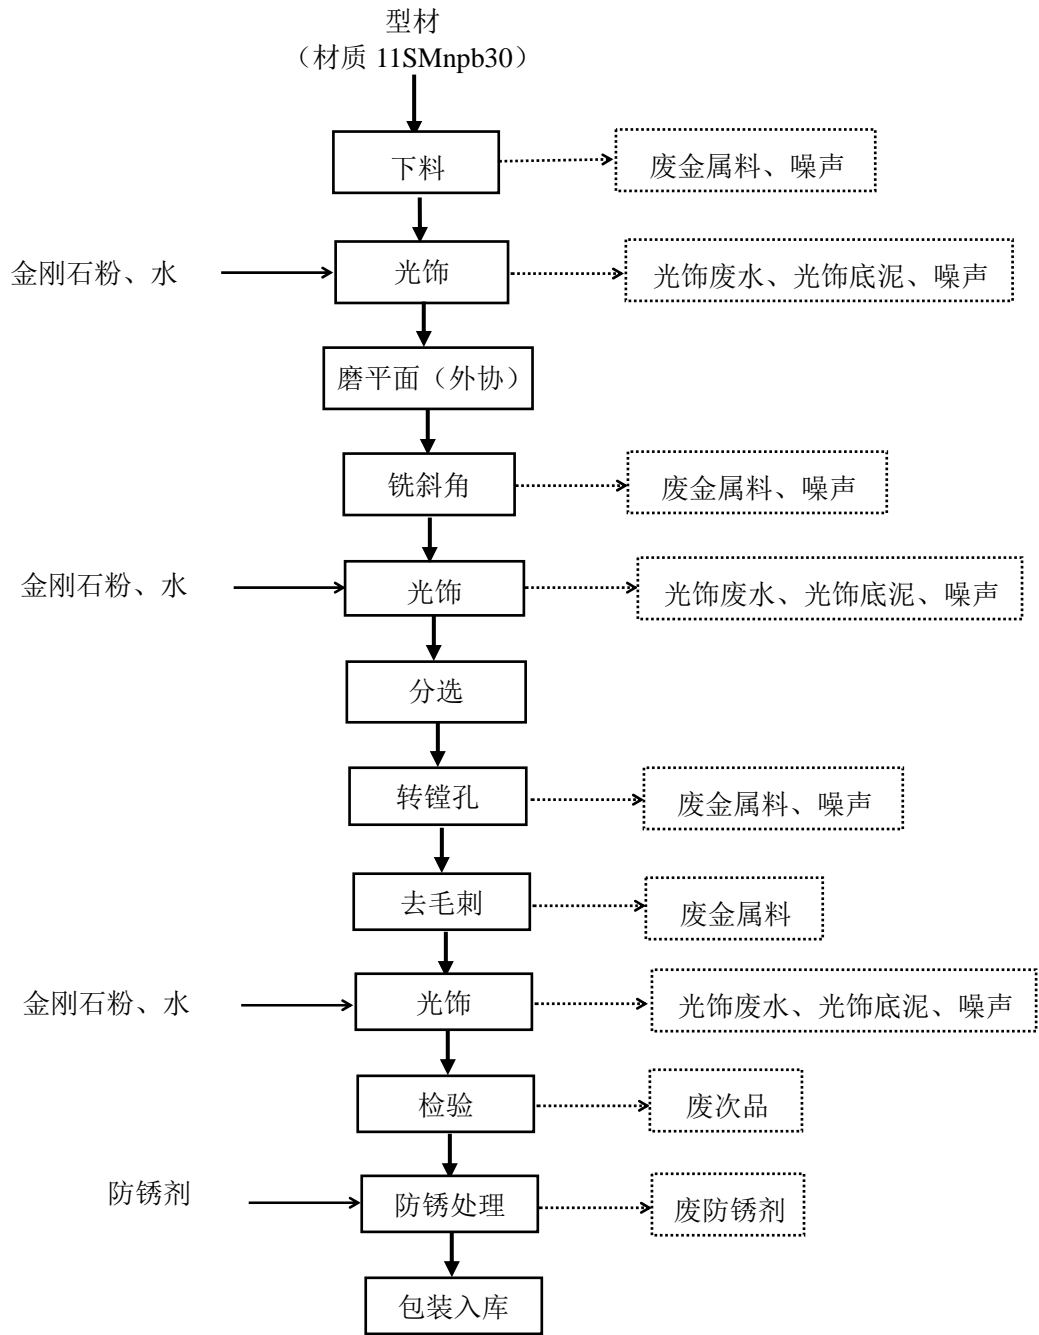 型材
（材质 11SMnpb30）
下料
废金属料、噪声
金刚石粉、水
光饰
光饰废水、光饰底泥、噪声
磨平面（外协）
铣斜角
废金属料、噪声
金刚石粉、水
光饰
光饰废水、光饰底泥、噪声
分选
转镗孔
废金属料、噪声
去毛刺
废金属料
金刚石粉、水
光饰
光饰废水、光饰底泥、噪声
检验
废次品
防锈剂
防锈处理
废防锈剂
包装入库